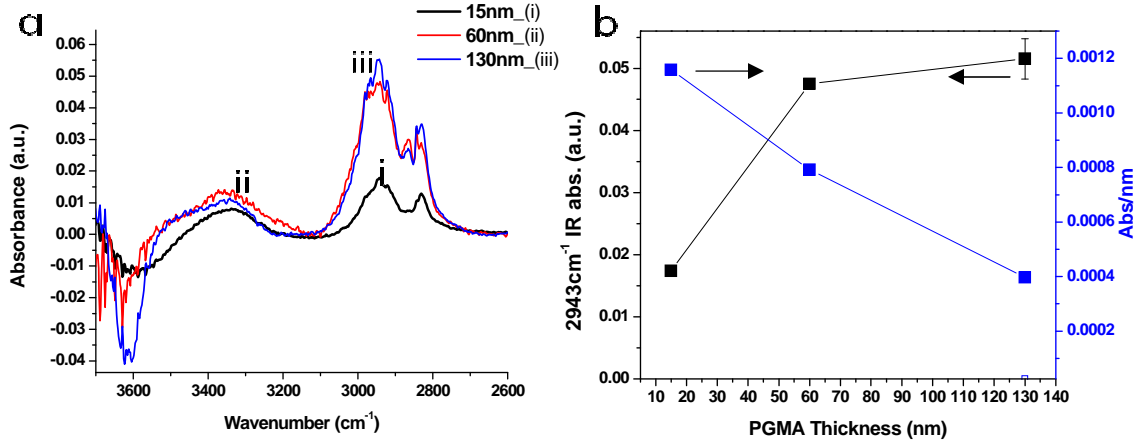 a
15nm_(i)
60nm_(ii)
130nm_(iii)
iii
ii
i
0.06
0.05
0.04
0.03
0.02
0.01
0.00
-0.01
-0.02
-0.03
-0.04
Absorbance (a.u.)
3600 3400 3200 3000 2800 2600
Wavenumber (cm-1)
b
0.05
0.04
0.03
0.02
0.01
0.00
2943cm-1 IR abs. (a.u.)
0.0012
0.0010
0.0008
0.0006
0.0004
0.0002
Abs/nm
10 20 30 40 50 60 70 80 90 100 110 120 130 140
PGMA Thickness (nm)